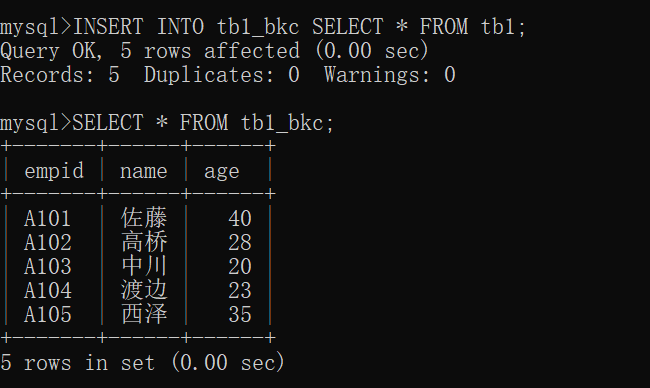 mysql>INSERT INTO tb1_bkc SELECT * FROM tb1;
Query OK, 5 rows affected (0.00 sec)
Records: 5  Duplicates: 0  Warnings: 0

mysql>SELECT * FROM tb1_bkc;
+-------+------+------+
| empid | name | age  |
+-------+------+------+
| A101  | 佐藤 |   40 |
| A102  | 高桥 |   28 |
| A103  | 中川 |   20 |
| A104  | 渡边 |   23 |
| A105  | 西泽 |   35 |
+-------+------+------+
5 rows in set (0.00 sec)